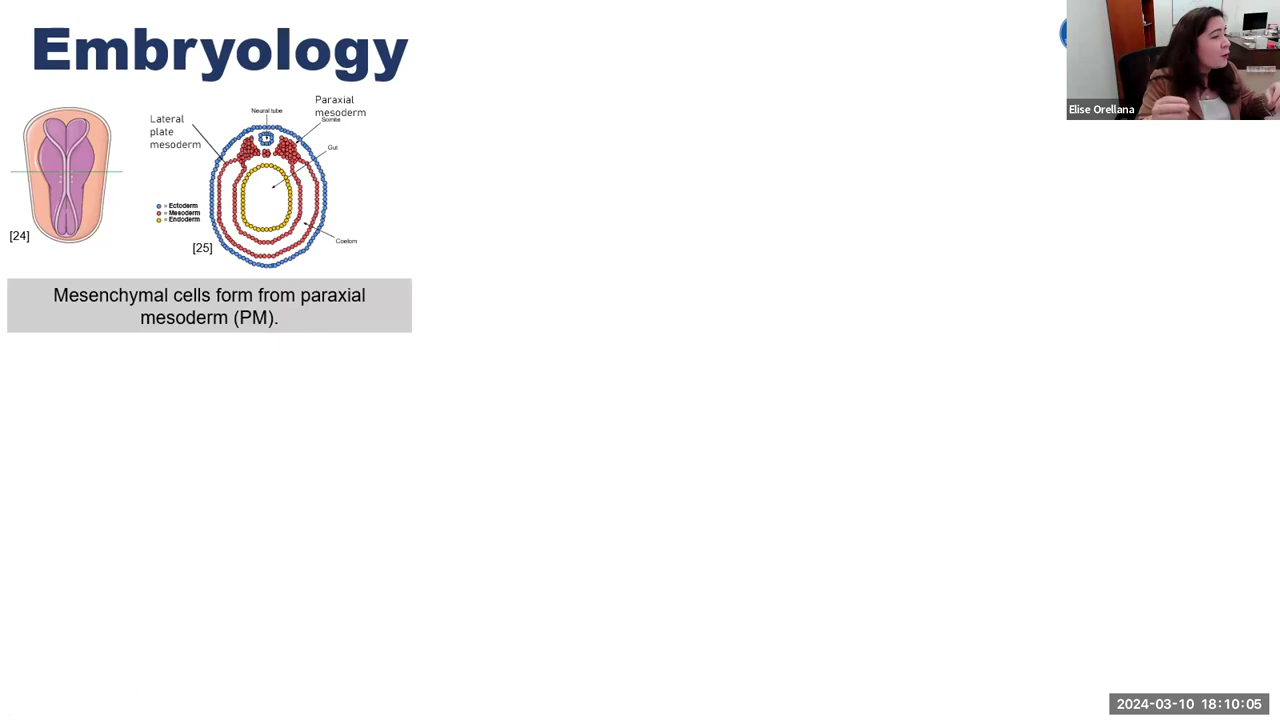 Embryology
Elise Orellana
Paraxial
mesoderm
Lateral
plate
mesoderm
Neural tube
Somite
Gut
= Ectoderm
= Mesoderm
= Endoderm
Coelom
[24]
[25]
Mesenchymal cells form from paraxial
mesoderm (PM).
2024-03-10 18:10:05